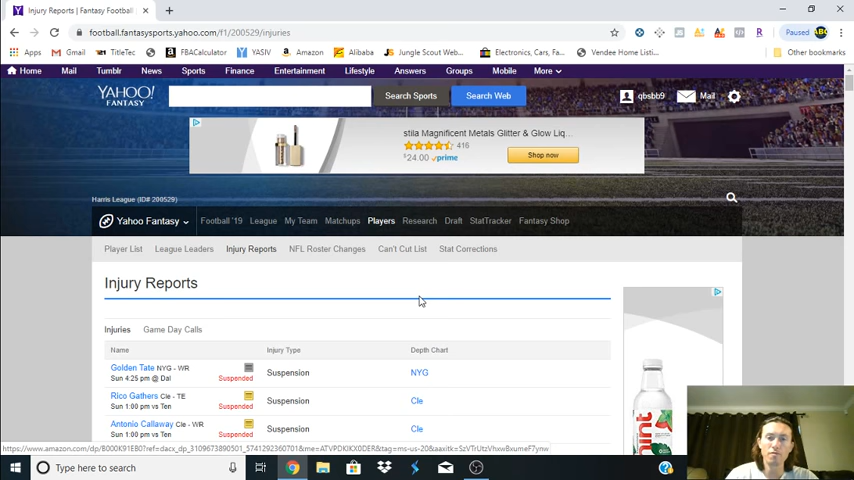 Injury Reports | Fantasy Football
football.fantasysports.yahoo.com/f1/200529/injuries
Paused
Apps Gmail TitleTec FBACalculator YASIV Amazon Alibaba Jungle Scout Web... Electronics, Cars, Fa... Vendee Home Listi... Other bookmarks
Home Mail Tumblr News Sports Finance Entertainment Lifestyle Answers Groups Mobile More
YAHOO!
FANTASY
Search Sports Search Web qbsbb9 Mail
stila Magnificent Metals Glitter & Glow Liq...
416
$24.00 prime
Shop now
Harris League (ID# 200529)
Yahoo Fantasy Football '19 League My Team Matchups Players Research Draft StatTracker Fantasy Shop
Player List League Leaders Injury Reports NFL Roster Changes Can't Cut List Stat Corrections
Injury Reports
Injuries Game Day Calls
Name Injury Type Depth Chart
Golden Tate NYG - WR
Sun 4:25 pm @ Dal Suspended Suspension NYG
Rico Gathers Cle - TE
Sun 1:00 pm vs Ten Suspended Suspension Cle
Antonio Callaway Cle - WR
Sun 1:00 pm vs Ten Suspended Suspension Cle
mint
Type here to search